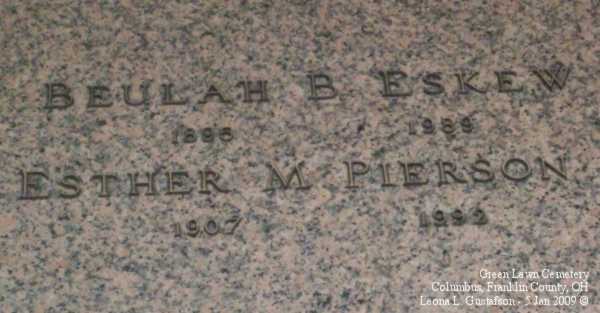 BEULAH B. ESKEW
1896 1989
ESTHER M. PIERSON
1907 1992
Green Lawn Cemetery
Columbus, Franklin County, OH
Leona L. Gustafson - 5 Jan 2009 ©